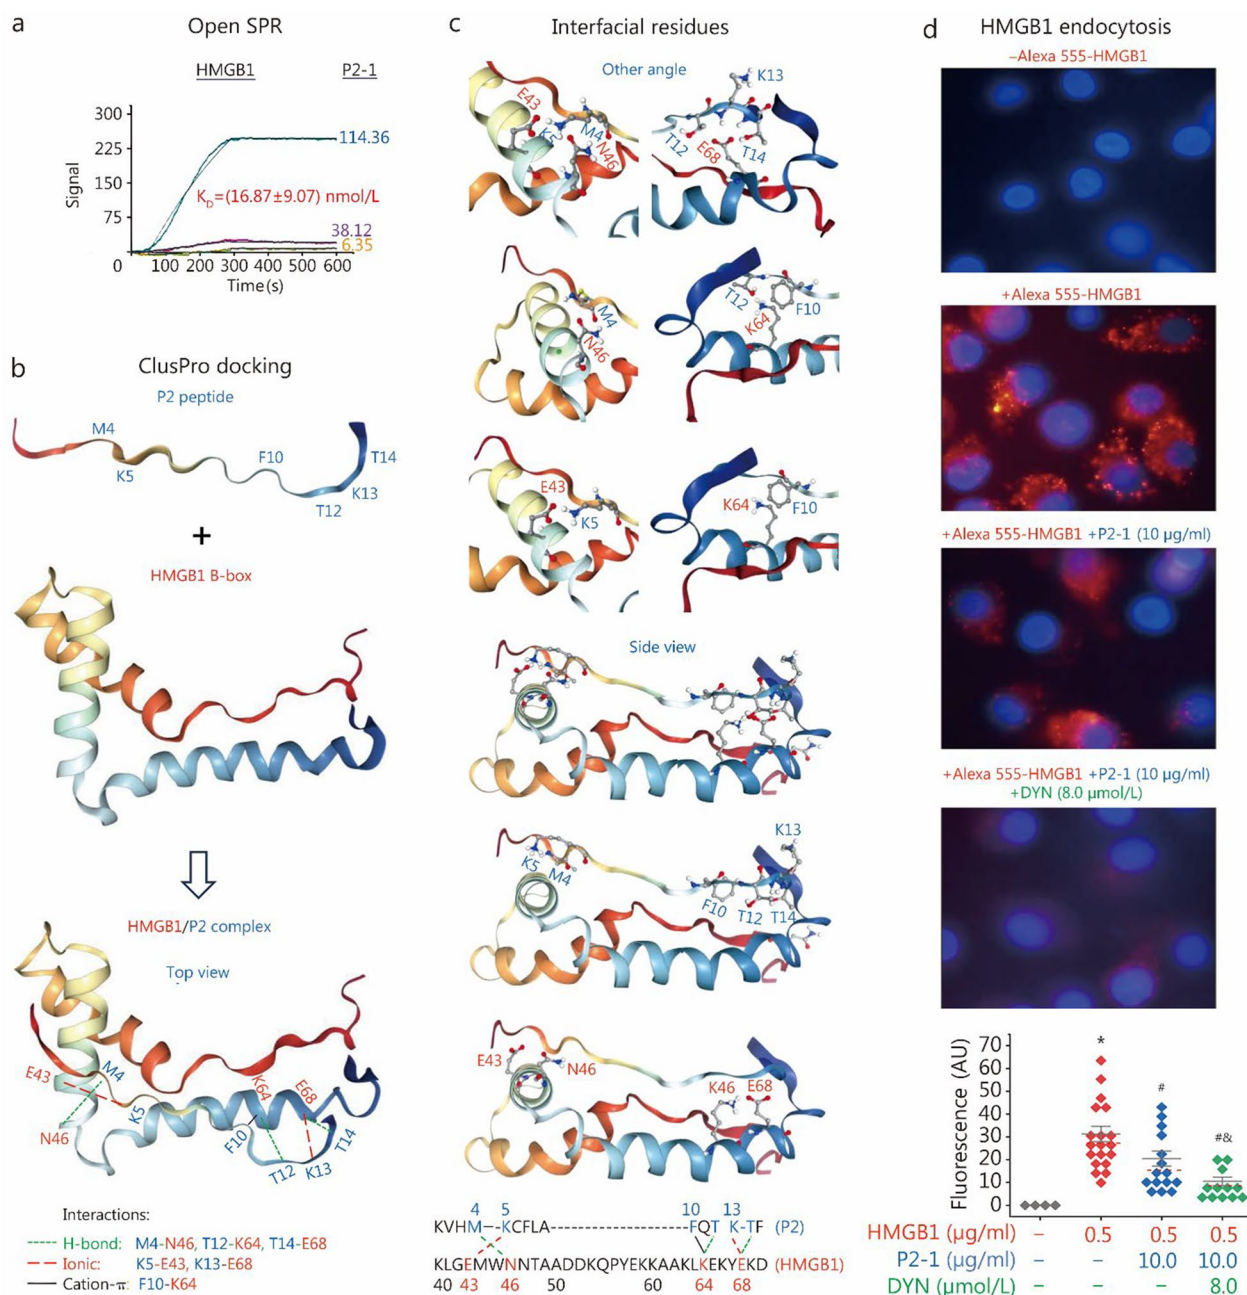 a
Open SPR
HMGB1
P2-1
300
225
150
75
0
Signal
114.36
K_D=(16.87±9.07) nmol/L
38.12
6.35
0 100 200 300 400 500 600
Time(s)
b
ClusPro docking
P2 peptide
M4
K5
F10
T14
K13
T12
+
HMGB1 B-box
HMGB1/P2 complex
Top view
E43
M4
N46
K5
K64
E68
F10
T12
K13
T14
Interactions:
H-bond: M4-N46, T12-K64, T14-E68
Ionic: K5-E43, K13-E68
Cation-π: F10-K64
c
Interfacial residues
Other angle
E43
K5
M4
N46
K13
T12
E68
T14
M4
N46
T12
K64
F10
E43
K5
K64
F10
Side view
K5
M4
K13
F10
T12
T14
E43
N46
K46
E68
4 5 10 13
KVHM–-KCFLA----------------------FQT K-TF (P2)
KLGEMWNNTAADDKQPYEKKAAKLKEKYEKD (HMGB1)
40 43 46 50 60 64 68
d
HMGB1 endocytosis
–Alexa 555-HMGB1
+Alexa 555-HMGB1
+Alexa 555-HMGB1 +P2-1 (10 µg/ml)
+Alexa 555-HMGB1 +P2-1 (10 µg/ml)
+DYN (8.0 µmol/L)
Fluorescence (AU)
70
60
50
40
30
20
10
0
*
#
#&
HMGB1 (µg/ml) – 0.5 0.5 0.5
P2-1 (µg/ml) – – 10.0 10.0
DYN (µmol/L) – – – 8.0